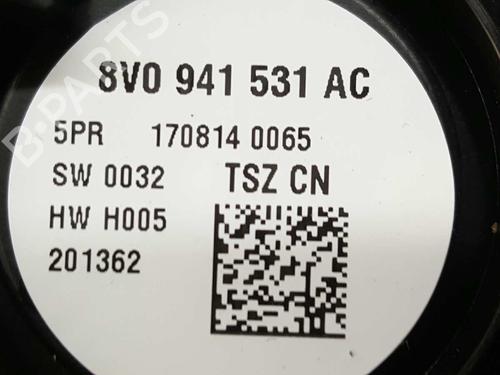 B-PARTS
8V0 941 531 AC
5PR 170814 0065
SW 0032 TSZ CN
HW H005
201362